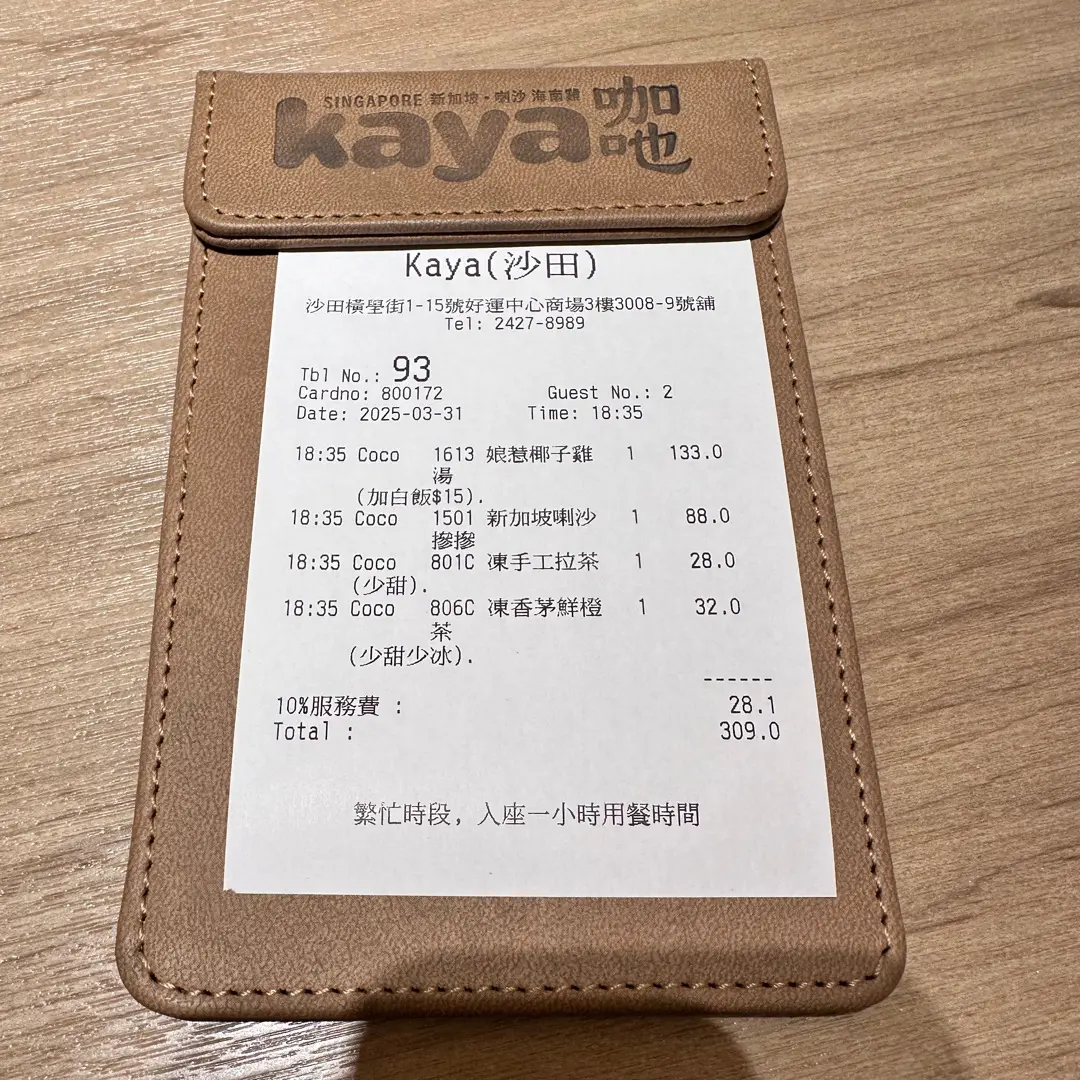 SINGAPORE 新加坡・喇沙 海南雞
kaya 咖吔
Kaya(沙田)
沙田橫壆街1-15號好運中心商場3樓3008-9號舖
Tel: 2427-8989
Tbl No.: 93
Cardno: 800172 Guest No.: 2
Date: 2025-03-31 Time: 18:35
18:35 Coco 1613 娘惹椰子雞 1 133.0
湯
(加白飯$15).
18:35 Coco 1501 新加坡喇沙 1 88.0
摻摻
18:35 Coco 801C 凍手工拉茶 1 28.0
(少甜).
18:35 Coco 806C 凍香茅鮮橙 1 32.0
茶
(少甜少冰).
------
10%服務費 : 28.1
Total : 309.0
繁忙時段, 入座一小時用餐時間